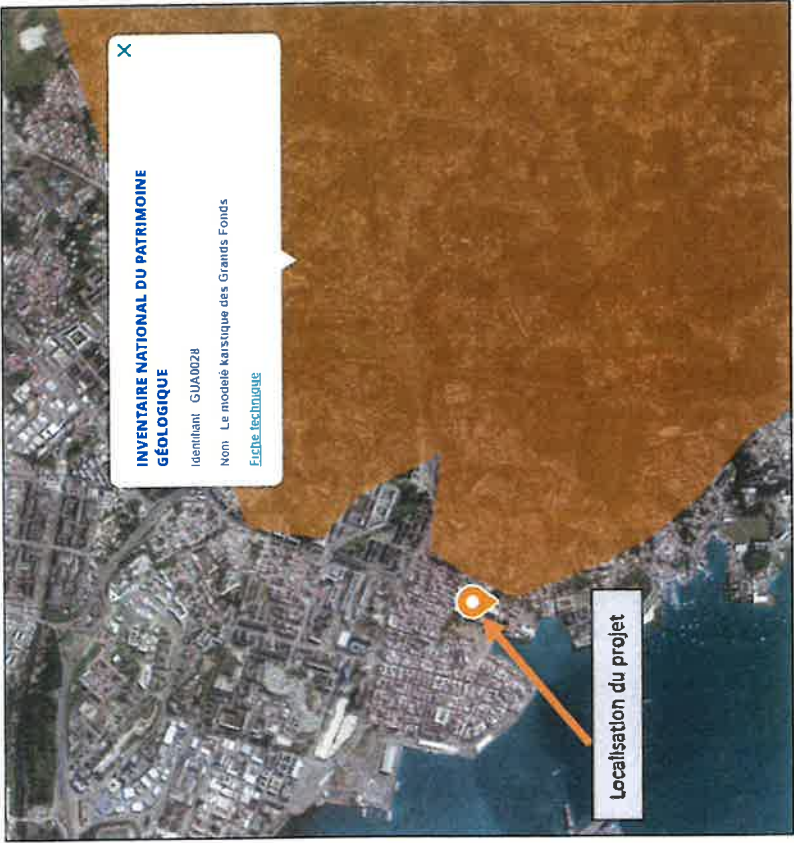 INVENTAIRE NATIONAL DU PATRIMOINE
GÉOLOGIQUE
Identifiant GUA0028
Nom Le modelé karstique des Grands Fonds
Fiche technique
Localisation du projet